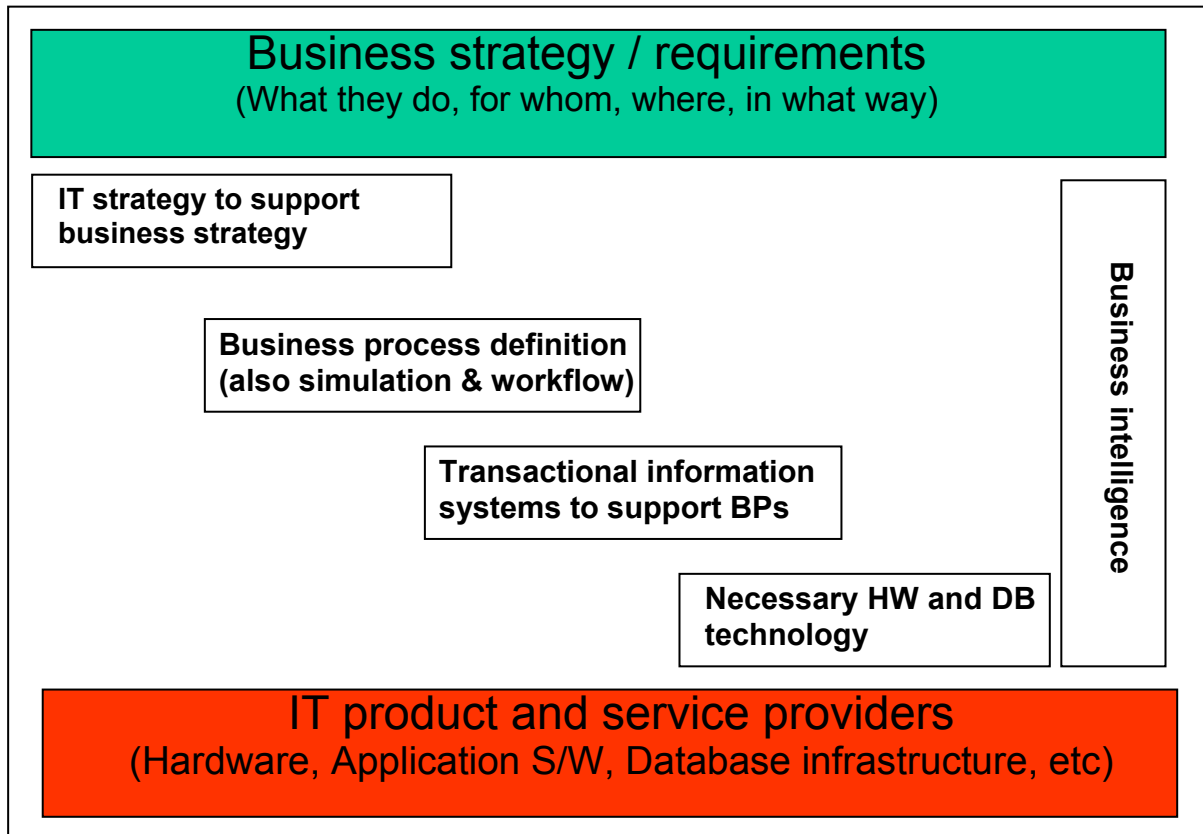 Business strategy / requirements
(What they do, for whom, where, in what way)
IT strategy to support
business strategy
Business process definition
(also simulation & workflow)
Transactional information
systems to support BPs
Necessary HW and DB
technology
Business intelligence
IT product and service providers
(Hardware, Application S/W, Database infrastructure, etc)